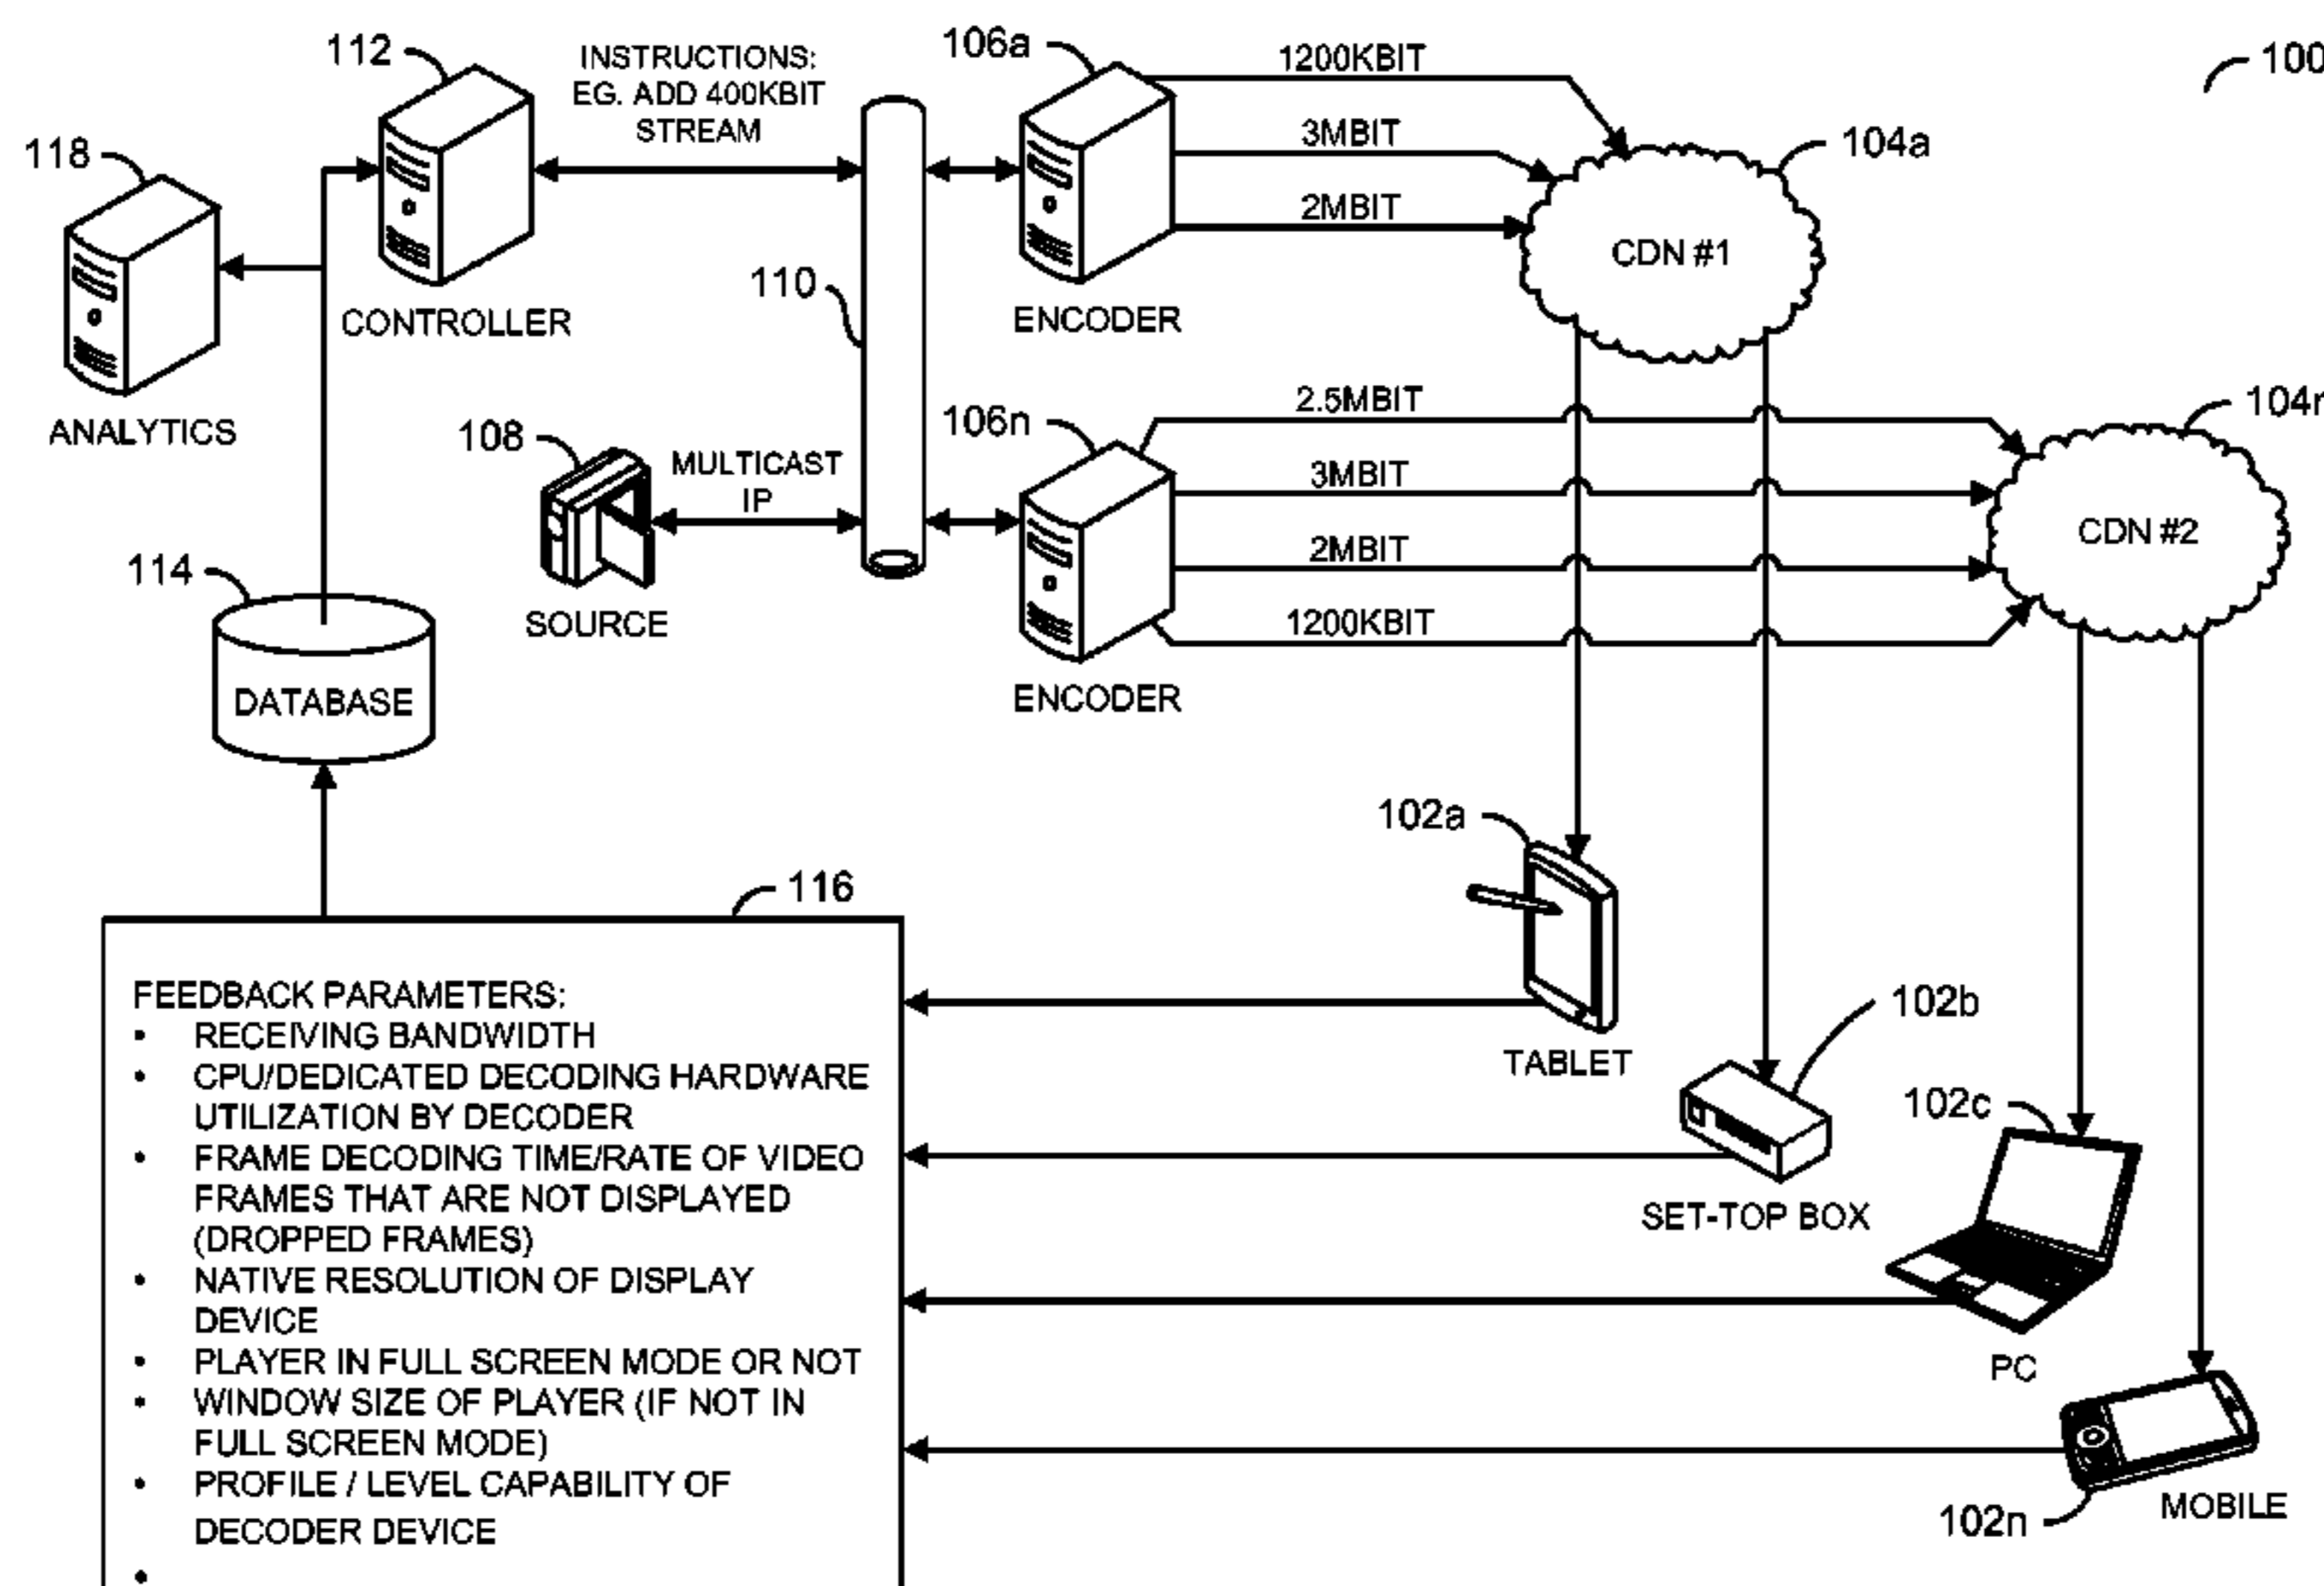 112
INSTRUCTIONS:
EG. ADD 400KBIT
STREAM
106a
1200KBIT
100
118
3MBIT
104a
2MBIT
CDN #1
110
CONTROLLER
ENCODER
ANALYTICS
108
MULTICAST
IP
106n
2.5MBIT
104n
3MBIT
CDN #2
2MBIT
114
SOURCE
1200KBIT
DATABASE
ENCODER
102a
116
FEEDBACK PARAMETERS:
• RECEIVING BANDWIDTH
• CPU/DEDICATED DECODING HARDWARE
UTILIZATION BY DECODER
• FRAME DECODING TIME/RATE OF VIDEO
FRAMES THAT ARE NOT DISPLAYED
(DROPPED FRAMES)
• NATIVE RESOLUTION OF DISPLAY
DEVICE
• PLAYER IN FULL SCREEN MODE OR NOT
• WINDOW SIZE OF PLAYER (IF NOT IN
FULL SCREEN MODE)
• PROFILE / LEVEL CAPABILITY OF
DECODER DEVICE
•
TABLET
102b
SET-TOP BOX
102c
PC
102n
MOBILE